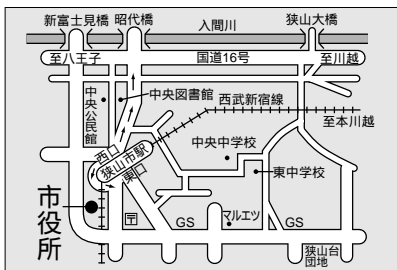 新富士見橋
昭代橋
入間川
狭山大橋
至八王子
国道16号
至川越
中央公民館
中央図書館
西武新宿線
至本川越
西口
狭山市駅
東口
中央中学校
東中学校
市役所
〒
GS
マルエツ
GS
狭山台
団地